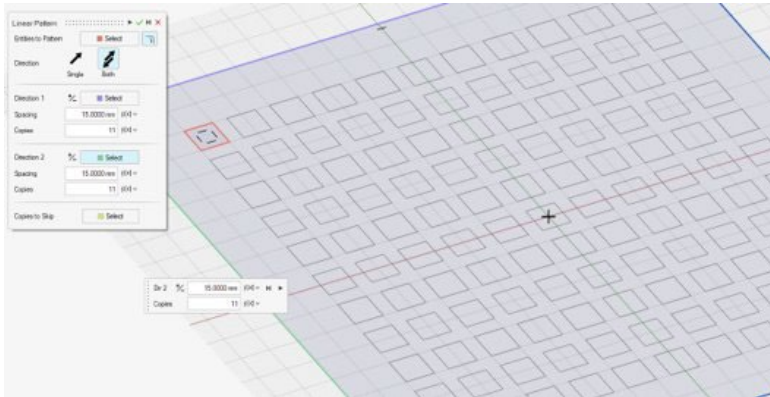 Linear Pattern
Entities to Pattern Select
Direction
Single Both
Direction 1 Select
Spacing 15.0000 mm f(x)
Copies 11 f(x)
Direction 2 Select
Spacing 15.0000 mm f(x)
Copies 11 f(x)
Copies to Skip Select
Dir 2 15.0000 mm f(x)
Copies 11 f(x)